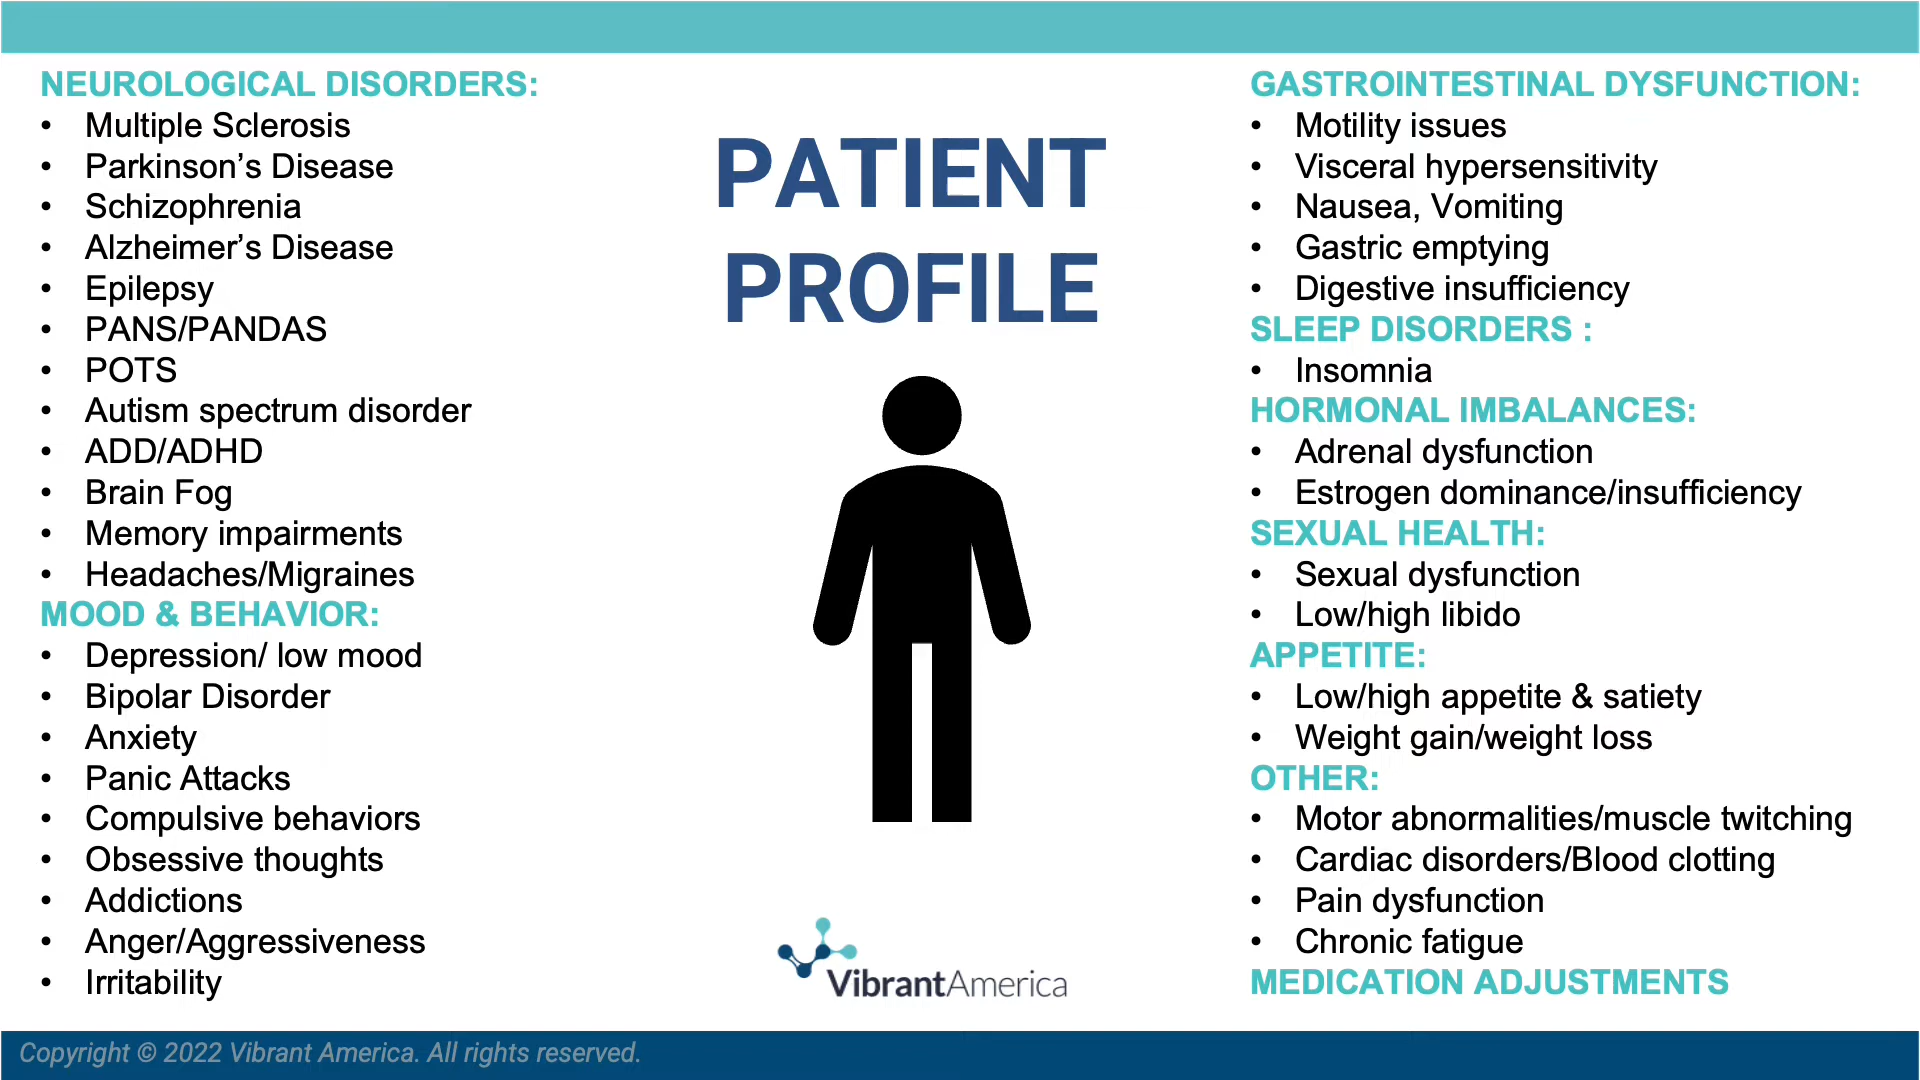 NEUROLOGICAL DISORDERS:
• Multiple Sclerosis
• Parkinson’s Disease
• Schizophrenia
• Alzheimer’s Disease
• Epilepsy
• PANS/PANDAS
• POTS
• Autism spectrum disorder
• ADD/ADHD
• Brain Fog
• Memory impairments
• Headaches/Migraines
MOOD & BEHAVIOR:
• Depression/ low mood
• Bipolar Disorder
• Anxiety
• Panic Attacks
• Compulsive behaviors
• Obsessive thoughts
• Addictions
• Anger/Aggressiveness
• Irritability
PATIENT
PROFILE
VibrantAmerica
GASTROINTESTINAL DYSFUNCTION:
• Motility issues
• Visceral hypersensitivity
• Nausea, Vomiting
• Gastric emptying
• Digestive insufficiency
SLEEP DISORDERS :
• Insomnia
HORMONAL IMBALANCES:
• Adrenal dysfunction
• Estrogen dominance/insufficiency
SEXUAL HEALTH:
• Sexual dysfunction
• Low/high libido
APPETITE:
• Low/high appetite & satiety
• Weight gain/weight loss
OTHER:
• Motor abnormalities/muscle twitching
• Cardiac disorders/Blood clotting
• Pain dysfunction
• Chronic fatigue
MEDICATION ADJUSTMENTS
Copyright © 2022 Vibrant America. All rights reserved.